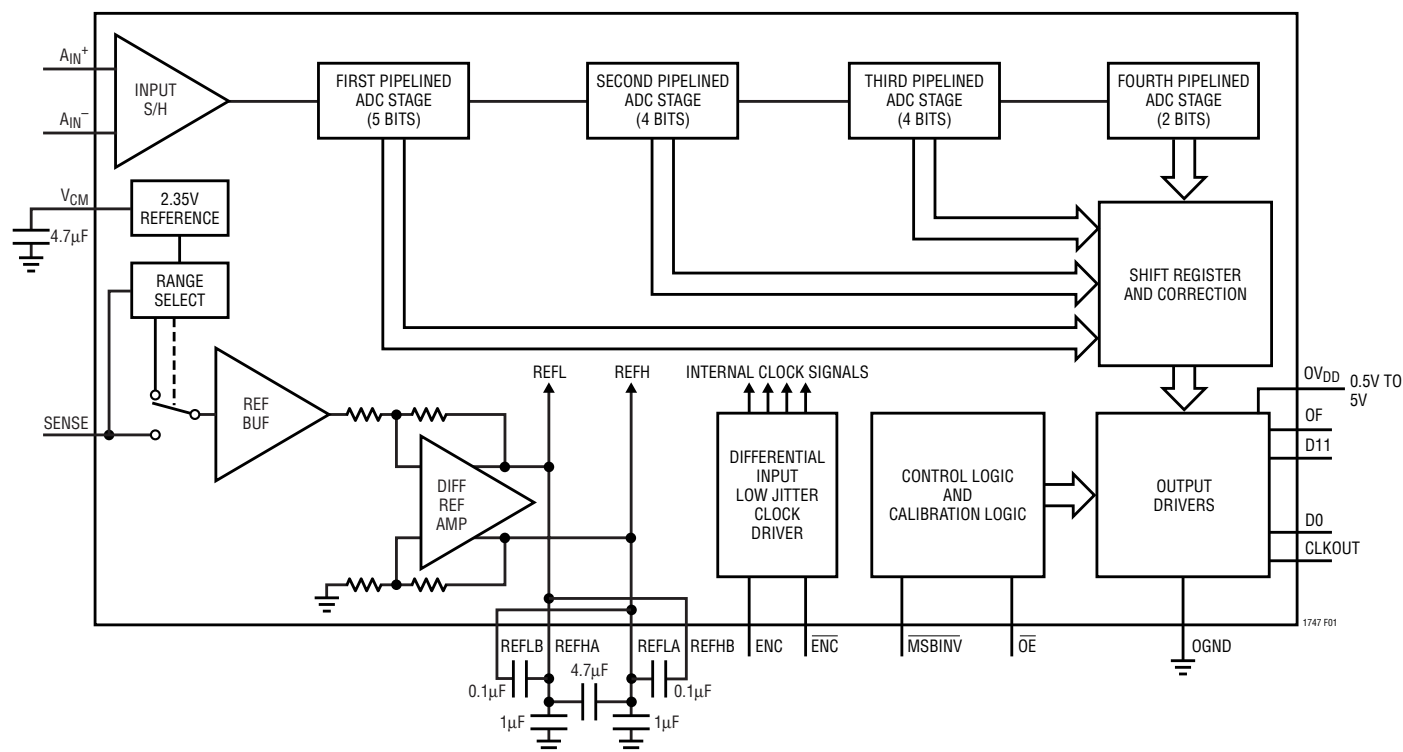 AIN+
AIN–
INPUT
S/H
FIRST PIPELINED
ADC STAGE
(5 BITS)
SECOND PIPELINED
ADC STAGE
(4 BITS)
THIRD PIPELINED
ADC STAGE
(4 BITS)
FOURTH PIPELINED
ADC STAGE
(2 BITS)
VCM
4.7µF
2.35V
REFERENCE
RANGE
SELECT
SHIFT REGISTER
AND CORRECTION
SENSE
REF
BUF
DIFF
REF
AMP
REFL
REFH
INTERNAL CLOCK SIGNALS
DIFFERENTIAL
INPUT
LOW JITTER
CLOCK
DRIVER
CONTROL LOGIC
AND
CALIBRATION LOGIC
OUTPUT
DRIVERS
OVDD
0.5V TO
5V
OF
D11
D0
CLKOUT
1747 F01
REFLB
REFHA
REFLA
REFHB
ENC
E̅N̅C̅
M̅S̅B̅I̅N̅V̅
O̅E̅
OGND
4.7µF
0.1µF
0.1µF
1µF
1µF